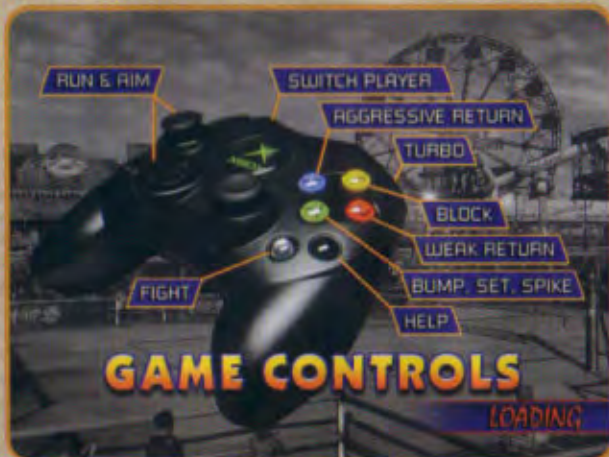 RUN & AIM
SWITCH PLAYER
AGGRESSIVE RETURN
TURBO
BLOCK
WEAK RETURN
BUMP, SET, SPIKE
FIGHT
HELP
GAME CONTROLS
LOADING